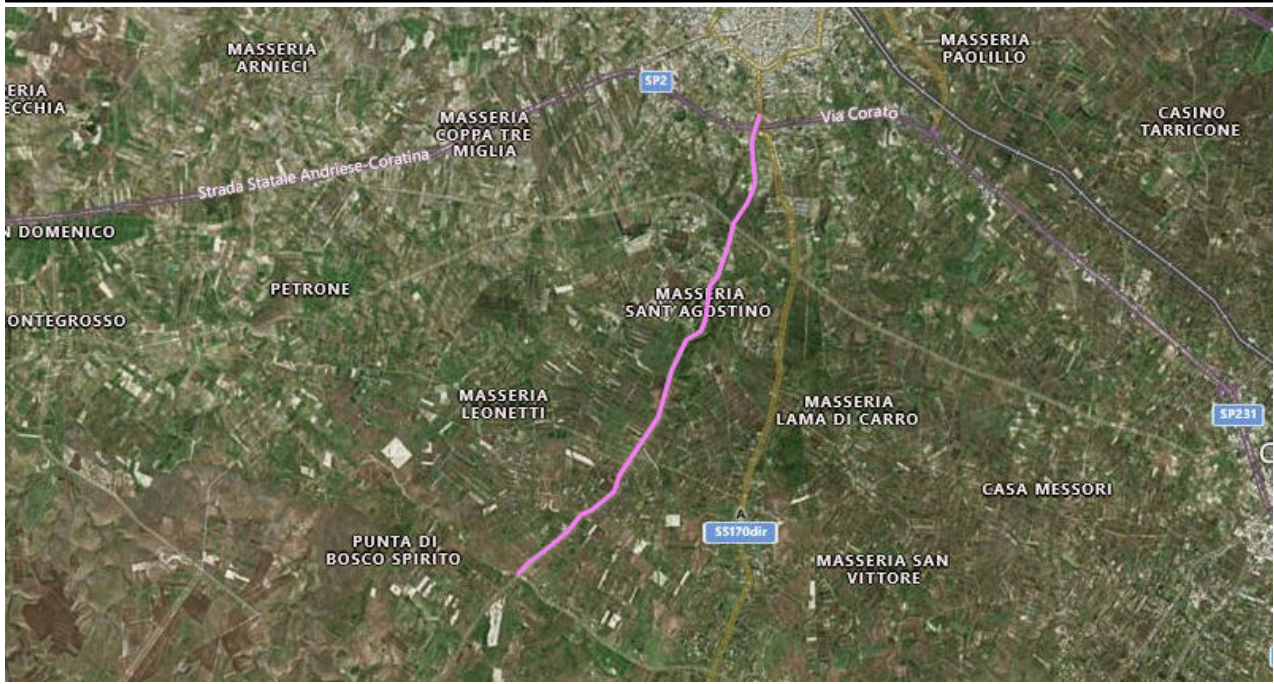 MASSERIA
ARNIECI
MASSERIA
PAOLILLO
SP2
ERIA
ECCHIA
MASSERIA
COPPA TRE
MIGLIA
Via Corato
CASINO
TARRICONE
Strada Statale Andriese-Coratina
N DOMENICO
PETRONE
MASSERIA
SANT'AGOSTINO
ONTEGROSSO
MASSERIA
LEONETTI
MASSERIA
LAMA DI CARRO
SP231
C
CASA MESSORI
A
SS170dir
PUNTA DI
BOSCO SPIRITO
MASSERIA SAN
VITTORE